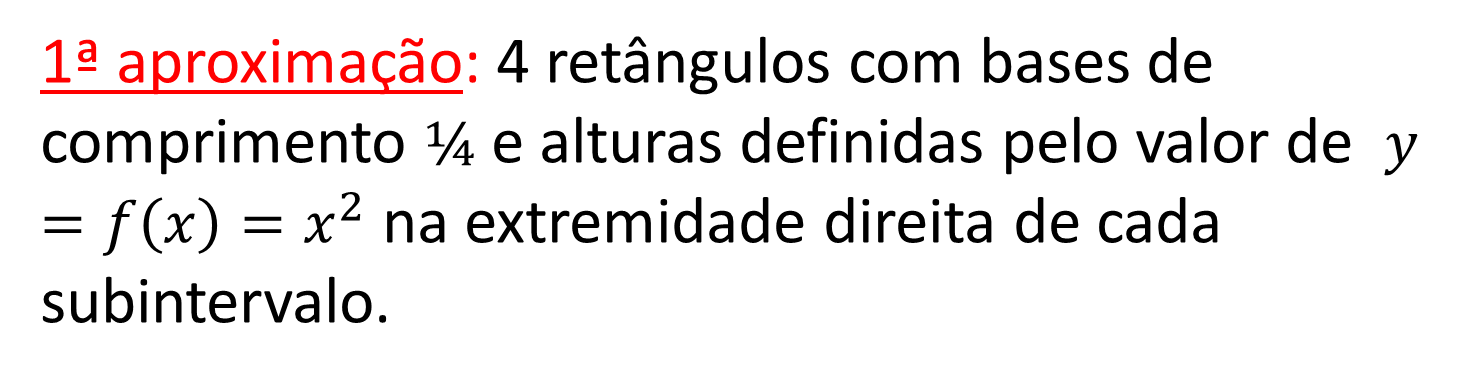 1ª aproximação: 4 retângulos com bases de
comprimento ¼ e alturas definidas pelo valor de y
= f(x) = x² na extremidade direita de cada
subintervalo.